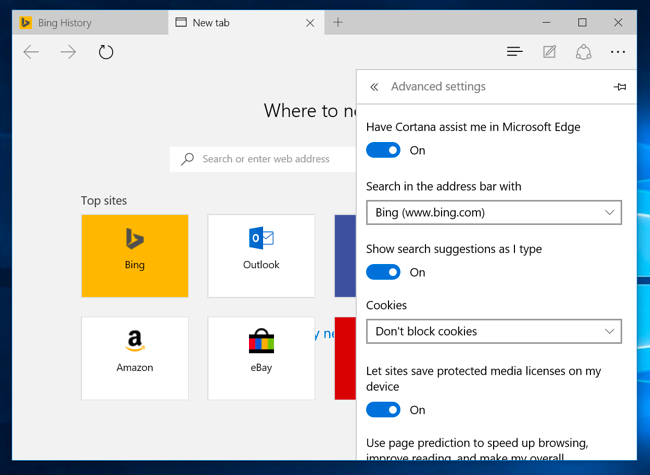 Bing History
New tab
Advanced settings
Where to ne
Have Cortana assist me in Microsoft Edge
On
Search or enter web address
Search in the address bar with
Bing (www.bing.com)
Top sites
Show search suggestions as I type
On
Bing
Outlook
Cookies
Don't block cookies
y ne
Amazon
eBay
Let sites save protected media licenses on my
device
On
Use page prediction to speed up browsing,
improve reading, and make my overall